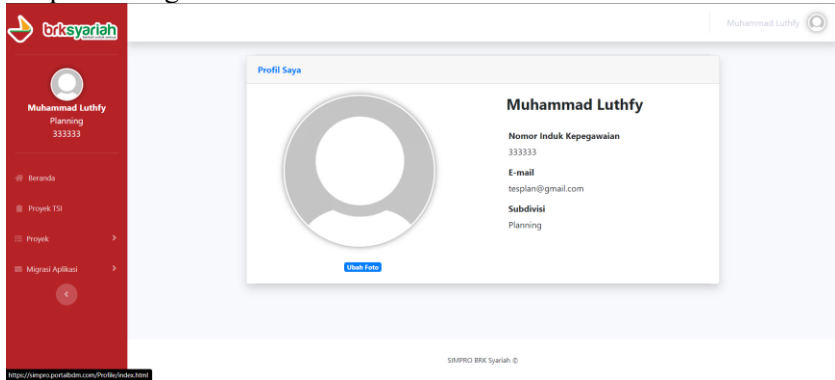 brksyariah
Muhammad Luthfy
Planning
333333
Beranda
Proyek TSI
Proyek
Migrasi Aplikasi
Muhammad Luthfy
Profil Saya
Ubah Foto
Muhammad Luthfy
Nomor Induk Kepegawaian
333333
E-mail
tesplan@gmail.com
Subdivisi
Planning
SIMPRO BRK Syariah ©
https://simpro.portalbdm.com/Profile/index.html